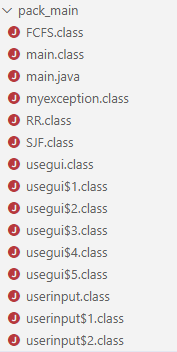 pack_main
FCFS.class
main.class
main.java
myexception.class
RR.class
SJF.class
usegui.class
usegui$1.class
usegui$2.class
usegui$3.class
usegui$4.class
usegui$5.class
userinput.class
userinput$1.class
userinput$2.class